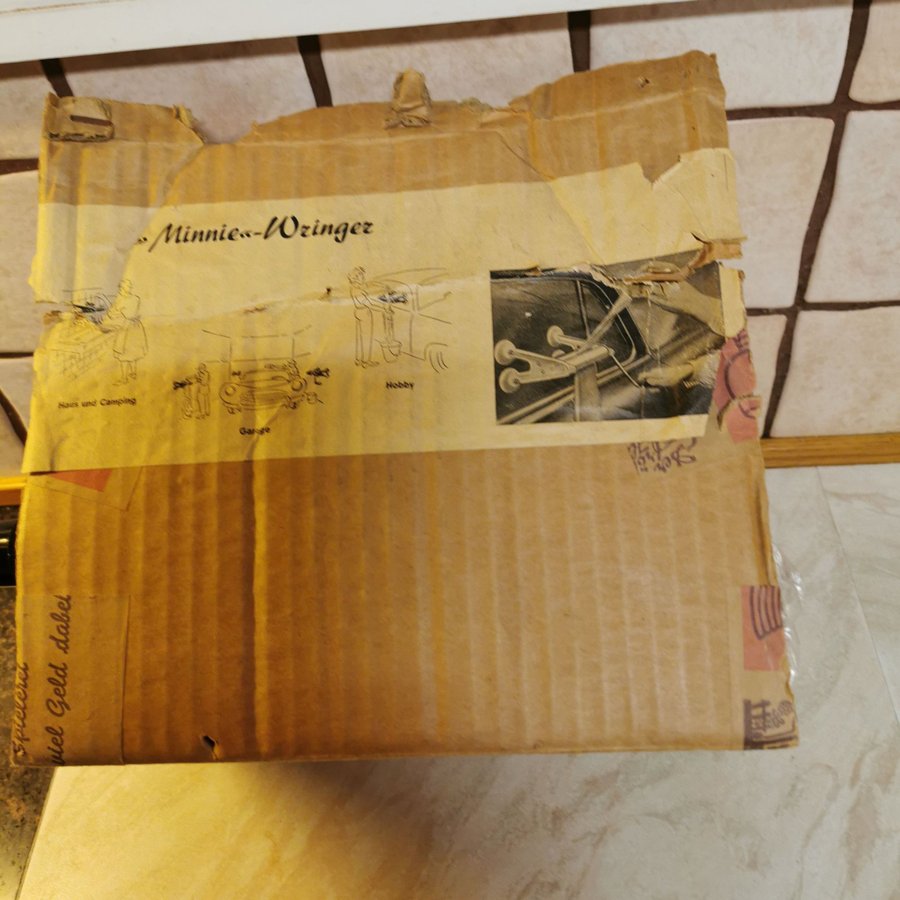 »Minnie«-Wringer
Haus und Camping
Garage
Hobby
viel Geld dabei